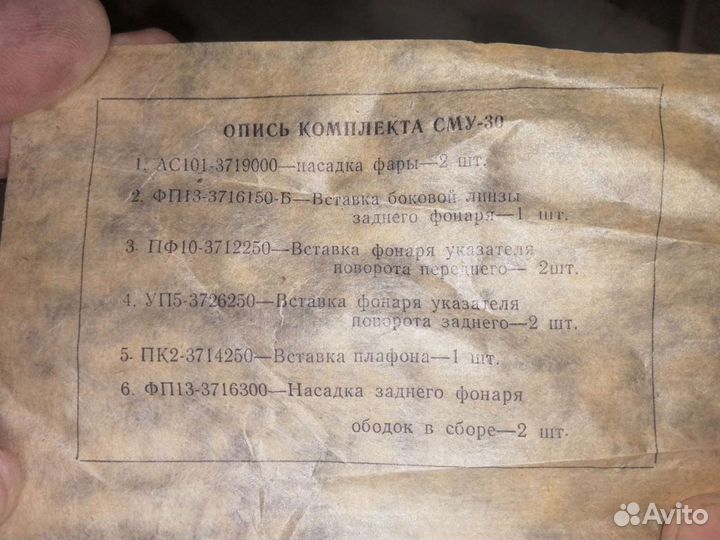 ОПИСЬ КОМПЛЕКТА СМУ-30
1. АС101-3719000—насадка фары—2 шт.
2. ФП13-3716150-Б—Вставка боковой линзы
заднего фонаря—1 шт.
3. ПФ10-3712250—Вставка фонаря указателя
поворота переднего— 2шт.
4. УП5-3726250—Вставка фонаря указателя
поворота заднего—2 шт.
5. ПК2-3714250—Вставка плафона—1 шт.
6. ФП13-3716300—Насадка заднего фонаря
ободок в сборе—2 шт.
Avito